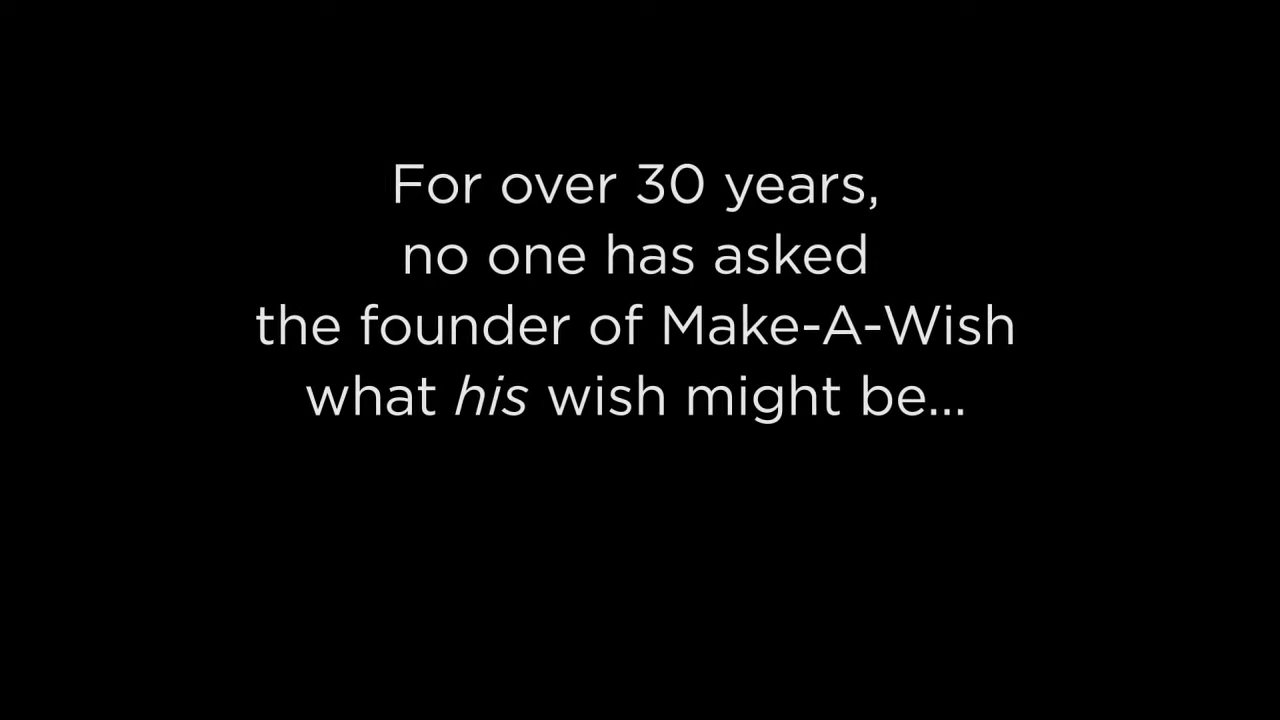 For over 30 years,
no one has asked
the founder of Make-A-Wish
what his wish might be...